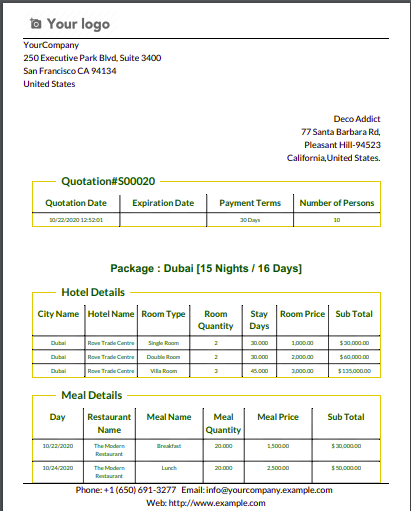 Your logo
YourCompany
250 Executive Park Blvd, Suite 3400
San Francisco CA 94134
United States
Deco Addict
77 Santa Barbara Rd,
Pleasant Hill-94523
California,United States.
Quotation#S00020
Quotation Date Expiration Date Payment Terms Number of Persons
10/22/2020 12:52:01 30 Days 10
Package : Dubai [15 Nights / 16 Days]
Hotel Details
City Name Hotel Name Room Type Room Quantity Stay Days Room Price Sub Total
Dubai Rove Trade Centre Single Room 2 30.000 1,000.00 $ 30,000.00
Dubai Rove Trade Centre Double Room 2 30.000 2,000.00 $ 60,000.00
Dubai Rove Trade Centre Villa Room 3 45.000 3,000.00 $ 135,000.00
Meal Details
Day Restaurant Name Meal Name Meal Quantity Meal Price Sub Total
10/22/2020 The Modern Restaurant Breakfast 20.000 1,500.00 $ 30,000.00
10/24/2020 The Modern Restaurant Lunch 20.000 2,500.00 $ 50,000.00
Phone: +1 (650) 691-3277 Email: info@yourcompany.example.com
Web: http://www.example.com